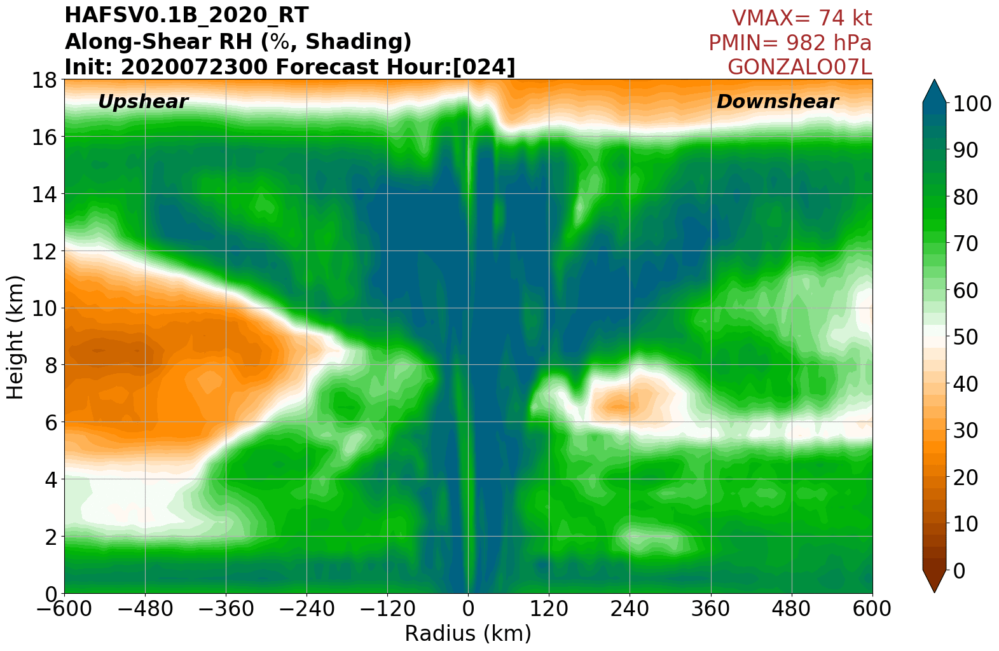 HAFSV0.1B_2020_RT
Along-Shear RH (%, Shading)
Init: 2020072300 Forecast Hour:[024]
VMAX= 74 kt
PMIN= 982 hPa
GONZALO07L
Upshear
Downshear
18
16
14
12
10
8
6
4
2
0
Height (km)
−600 −480 −360 −240 −120 0 120 240 360 480 600
Radius (km)
100
90
80
70
60
50
40
30
20
10
0